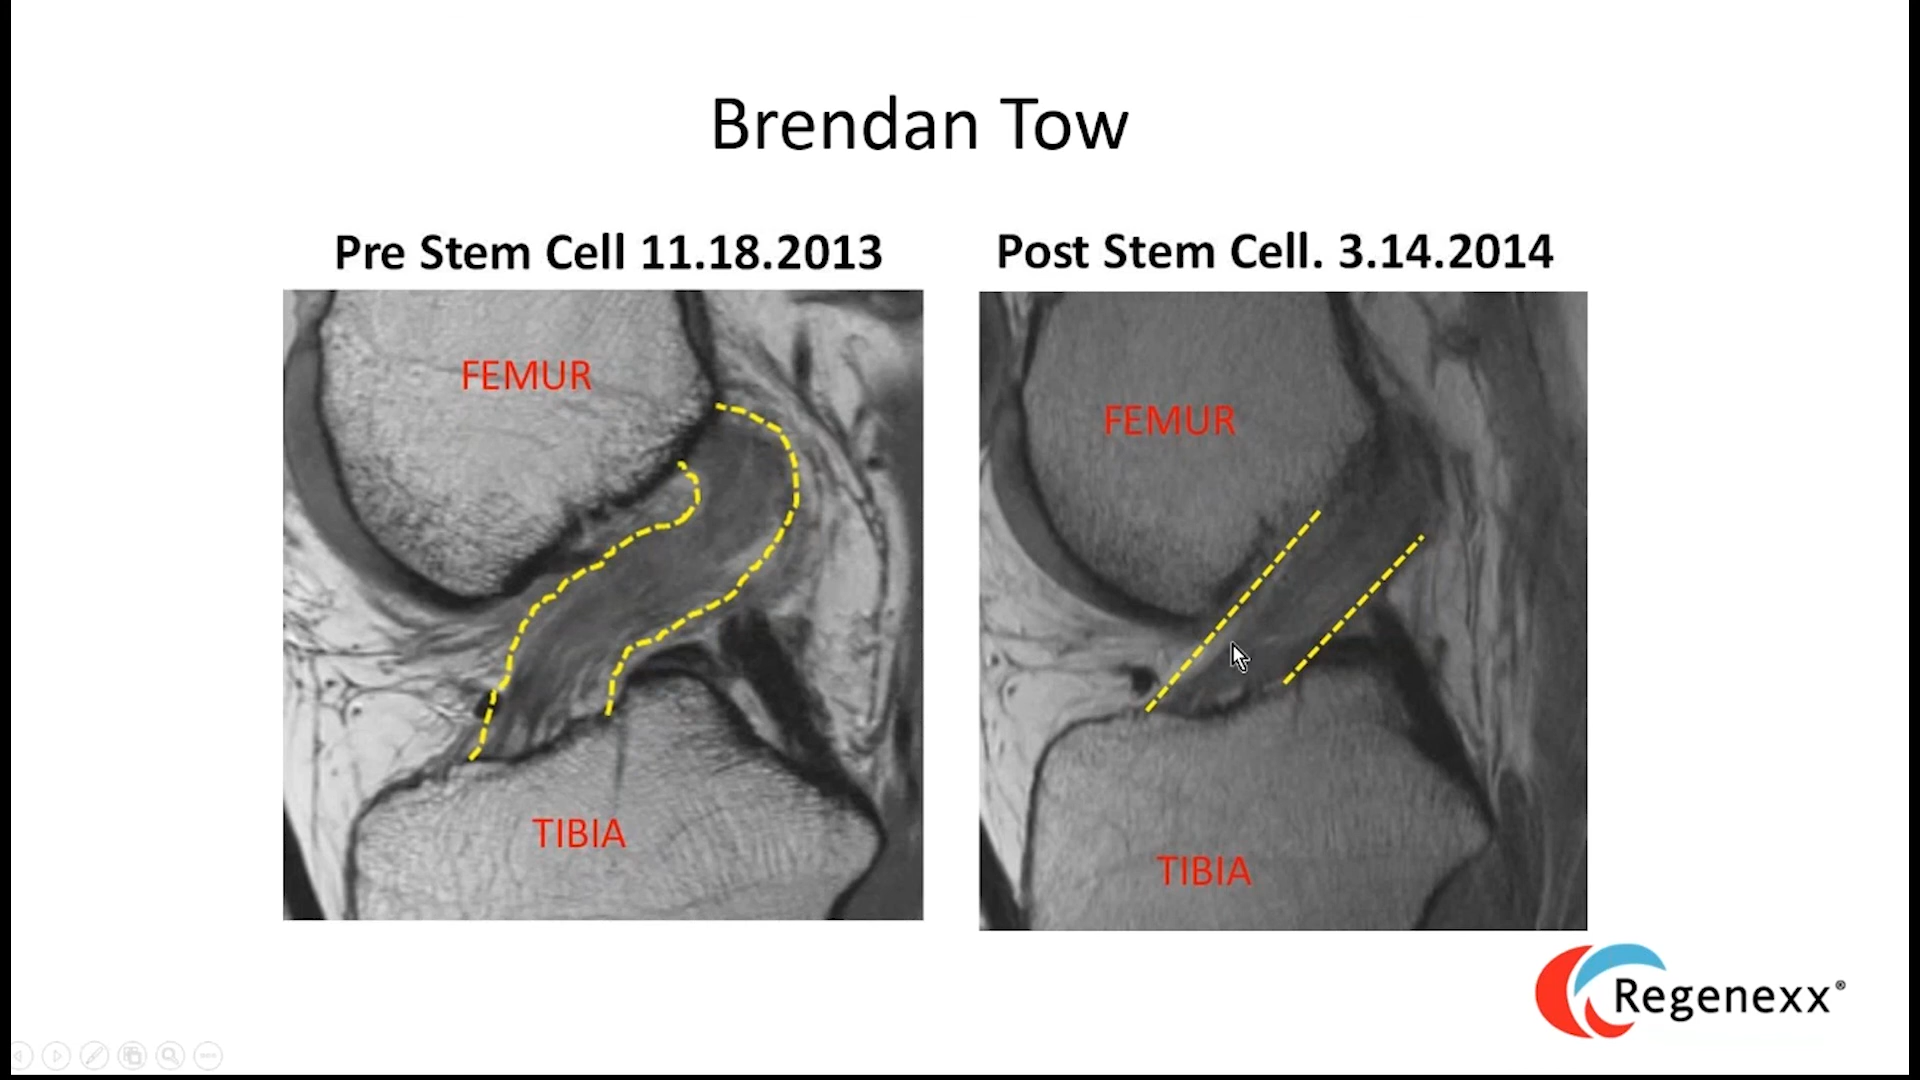 Brendan Tow
Pre Stem Cell 11.18.2013
Post Stem Cell. 3.14.2014
FEMUR
TIBIA
FEMUR
TIBIA
Regenexx®